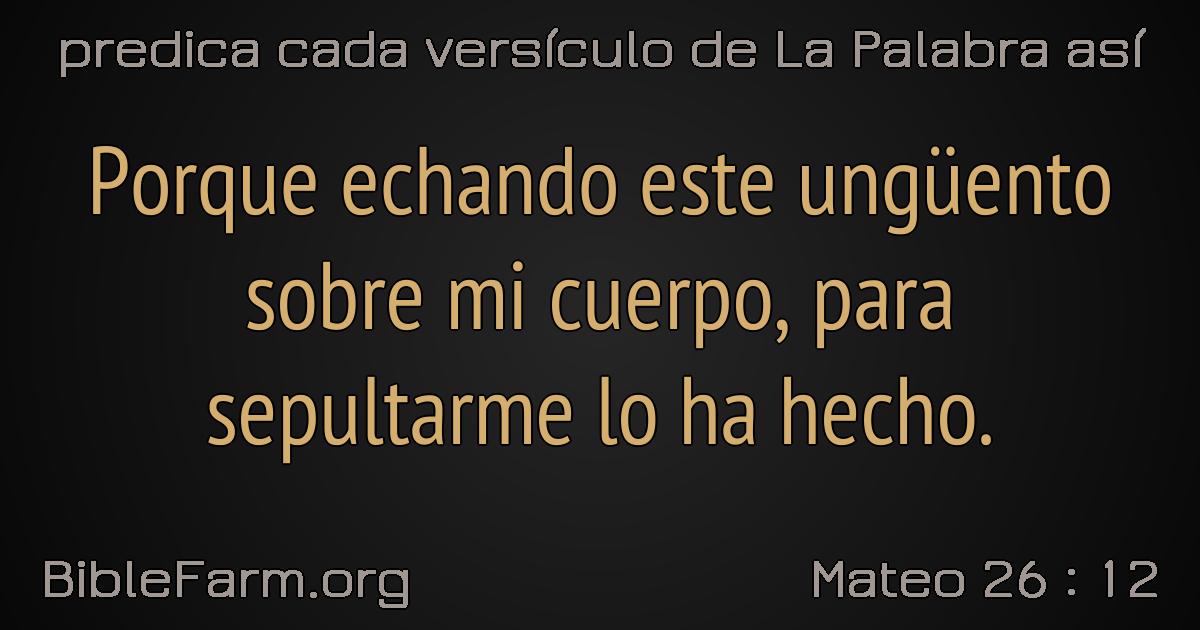 predica cada versículo de La Palabra así
Porque echando este ungüento
sobre mi cuerpo, para
sepultarme lo ha hecho.
BibleFarm.org
Mateo 26 : 12